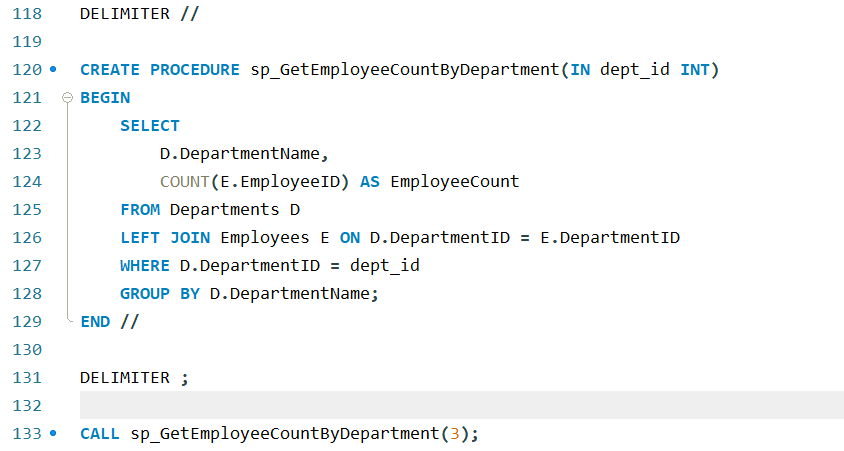 118 DELIMITER //
119
120 CREATE PROCEDURE sp_GetEmployeeCountByDepartment(IN dept_id INT)
121 BEGIN
122 SELECT
123 D.DepartmentName,
124 COUNT(E.EmployeeID) AS EmployeeCount
125 FROM Departments D
126 LEFT JOIN Employees E ON D.DepartmentID = E.DepartmentID
127 WHERE D.DepartmentID = dept_id
128 GROUP BY D.DepartmentName;
129 END //
130
131 DELIMITER ;
132
133 CALL sp_GetEmployeeCountByDepartment(3);